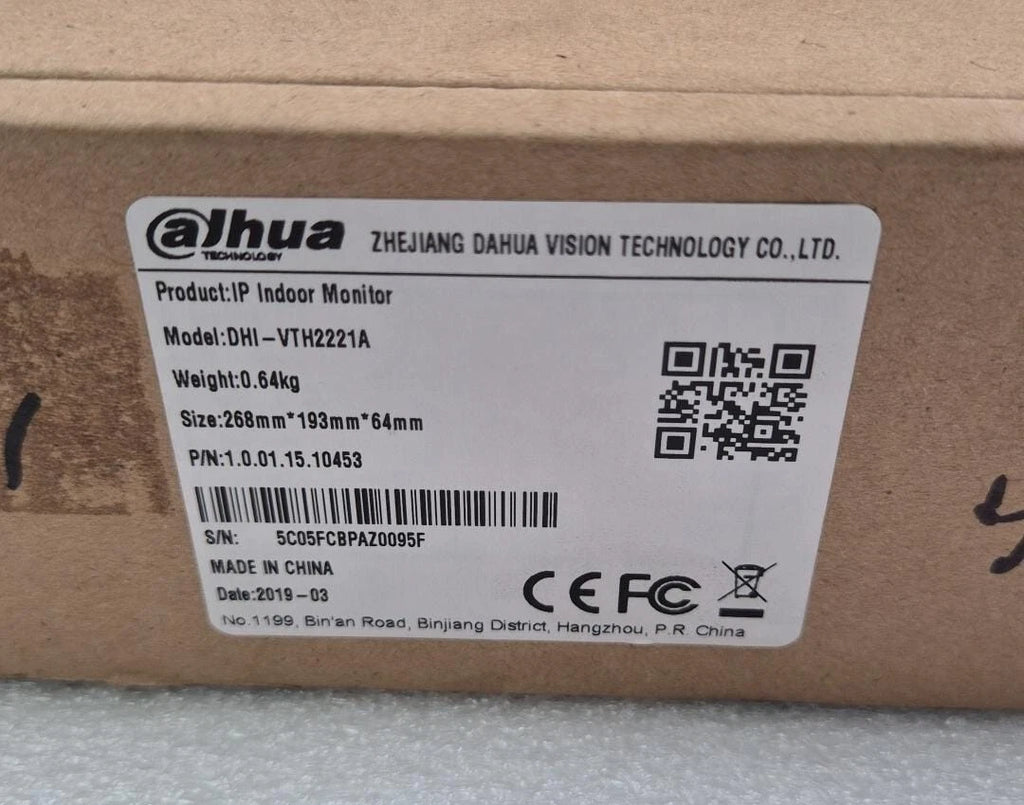 alhua
TECHNOLOGY
ZHEJIANG DAHUA VISION TECHNOLOGY CO.,LTD.
Product:IP Indoor Monitor
Model:DHI-VTH2221A
Weight:0.64kg
Size:268mm*193mm*64mm
P/N:1.0.01.15.10453
S/N: 5C05FCBPAZ0095F
MADE IN CHINA
Date:2019-03
CE FC
No.1199, Bin'an Road, Binjiang District, Hangzhou, P.R. China